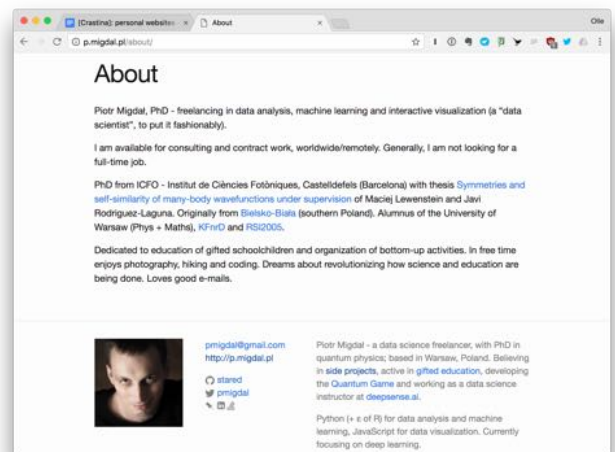 [Crastina]: personal websites -
About
Olle
p.migdal.pl/about/
About
Piotr Migdał, PhD - freelancing in data analysis, machine learning and interactive visualization (a "data
scientist", to put it fashionably).
I am available for consulting and contract work, worldwide/remotely. Generally, I am not looking for a
full-time job.
PhD from ICFO - Institut de Ciències Fotòniques, Castelldefels (Barcelona) with thesis Symmetries and
self-similarity of many-body wavefunctions under supervision of Maciej Lewenstein and Javi
Rodriguez-Laguna. Originally from Bielsko-Biała (southern Poland). Alumnus of the University of
Warsaw (Phys + Maths), KFnrD and RSI2005.
Dedicated to education of gifted schoolchildren and organization of bottom-up activities. In free time
enjoys photography, hiking and coding. Dreams about revolutionizing how science and education are
being done. Loves good e-mails.
pmigdal@gmail.com
http://p.migdal.pl
stared
pmigdal
Piotr Migdał - a data science freelancer, with PhD in
quantum physics; based in Warsaw, Poland. Believing
in side projects, active in gifted education, developing
the Quantum Game and working as a data science
instructor at deepsense.ai.
Python (+ ε of R) for data analysis and machine
learning, JavaScript for data visualization. Currently
focusing on deep learning.